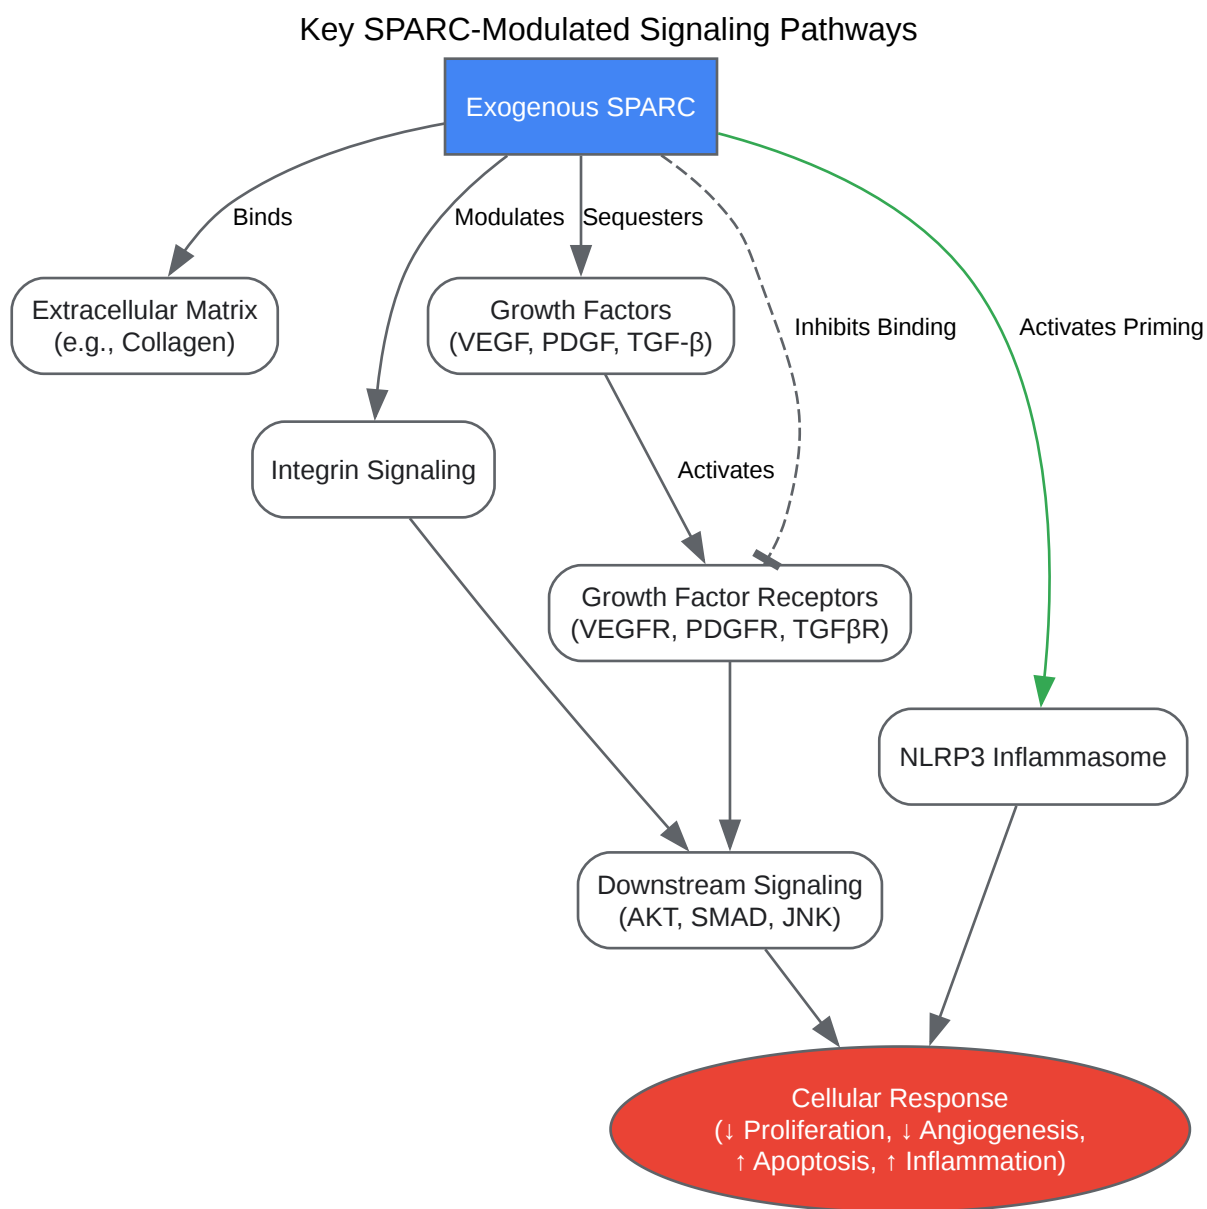 Key SPARC-Modulated Signaling Pathways
Exogenous SPARC
Binds
Modulates
Sequesters
Extracellular Matrix
(e.g., Collagen)
Growth Factors
(VEGF, PDGF, TGF-β)
Inhibits Binding
Activates Priming
Integrin Signaling
Activates
Growth Factor Receptors
(VEGFR, PDGFR, TGFβR)
NLRP3 Inflammasome
Downstream Signaling
(AKT, SMAD, JNK)
Cellular Response
(↓ Proliferation, ↓ Angiogenesis,
↑ Apoptosis, ↑ Inflammation)